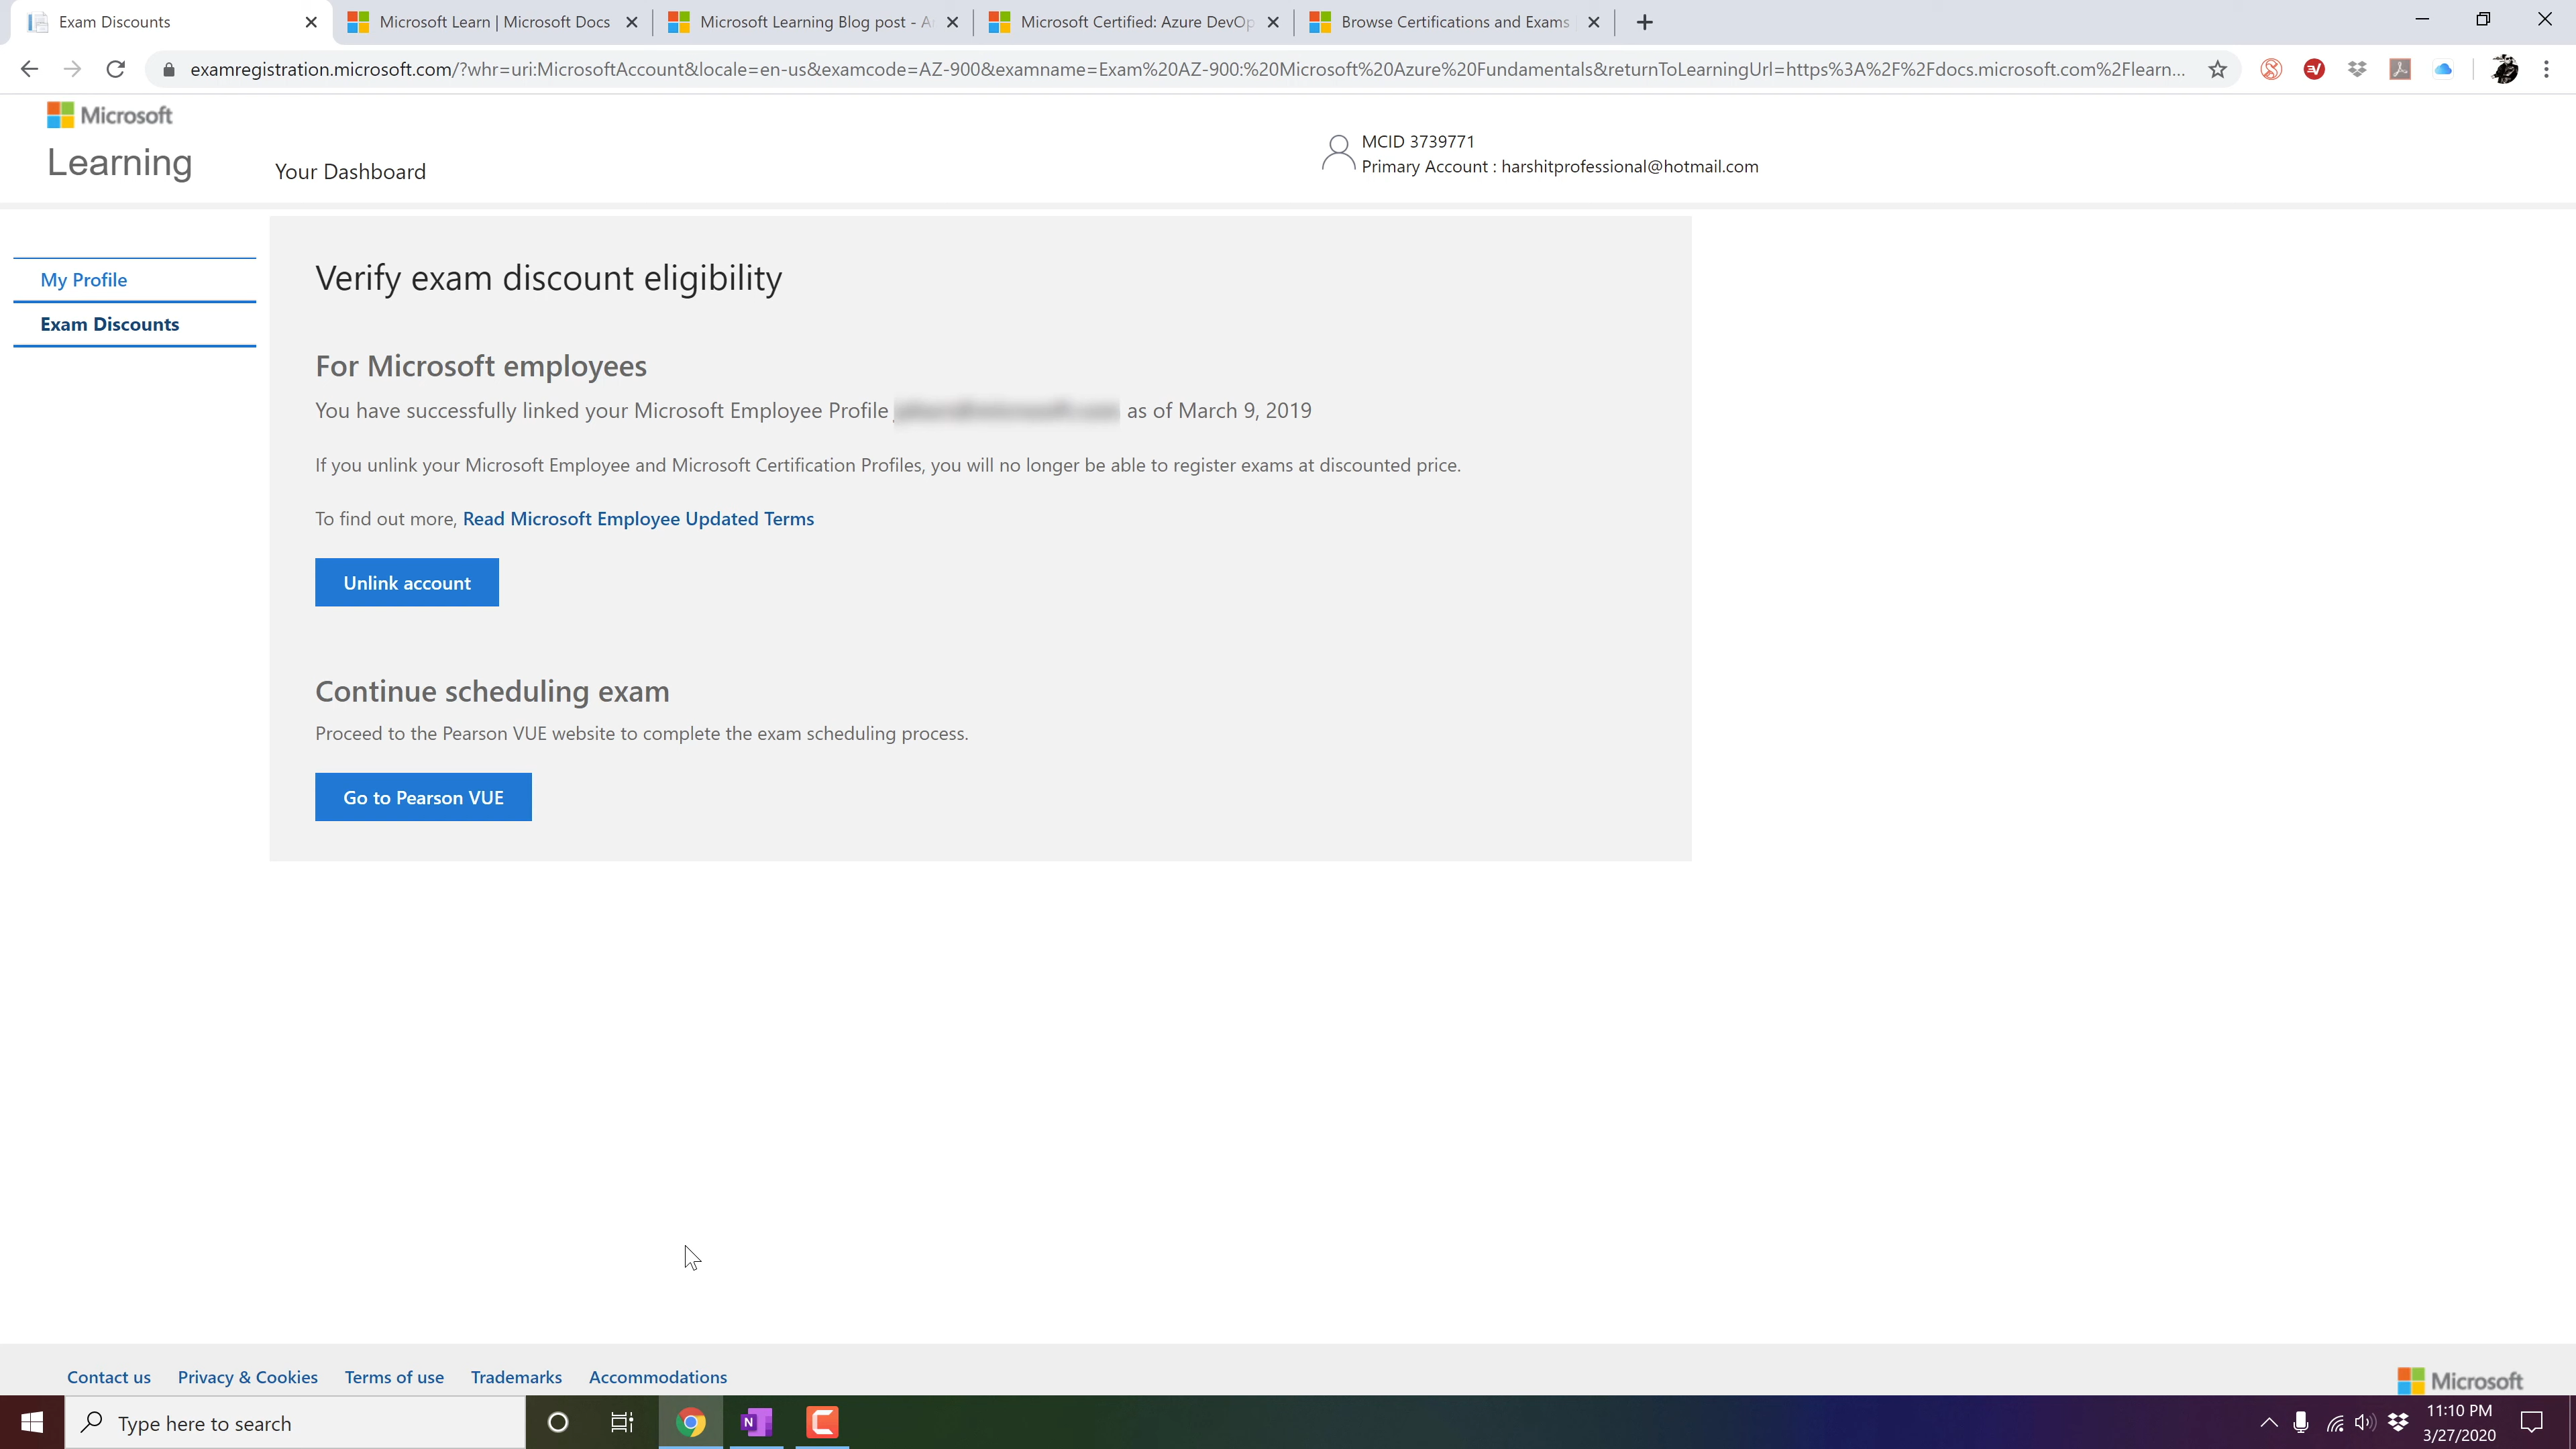 Exam Discounts
Microsoft Learn | Microsoft Docs
Microsoft Learning Blog post - A
Microsoft Certified: Azure DevOp
Browse Certifications and Exams
examregistration.microsoft.com/?whr=uri:MicrosoftAccount&locale=en-us&examcode=AZ-900&examname=Exam%20AZ-900:%20Microsoft%20Azure%20Fundamentals&returnToLearningUrl=https%3A%2F%2Fdocs.microsoft.com%2Flearn...
Microsoft
Learning
Your Dashboard
MCID 3739771
Primary Account : harshitprofessional@hotmail.com
My Profile
Exam Discounts
Verify exam discount eligibility
For Microsoft employees
You have successfully linked your Microsoft Employee Profile as of March 9, 2019
If you unlink your Microsoft Employee and Microsoft Certification Profiles, you will no longer be able to register exams at discounted price.
To find out more, Read Microsoft Employee Updated Terms
Unlink account
Continue scheduling exam
Proceed to the Pearson VUE website to complete the exam scheduling process.
Go to Pearson VUE
Contact us Privacy & Cookies Terms of use Trademarks Accommodations
Microsoft
Type here to search
N
11:10 PM
3/27/2020